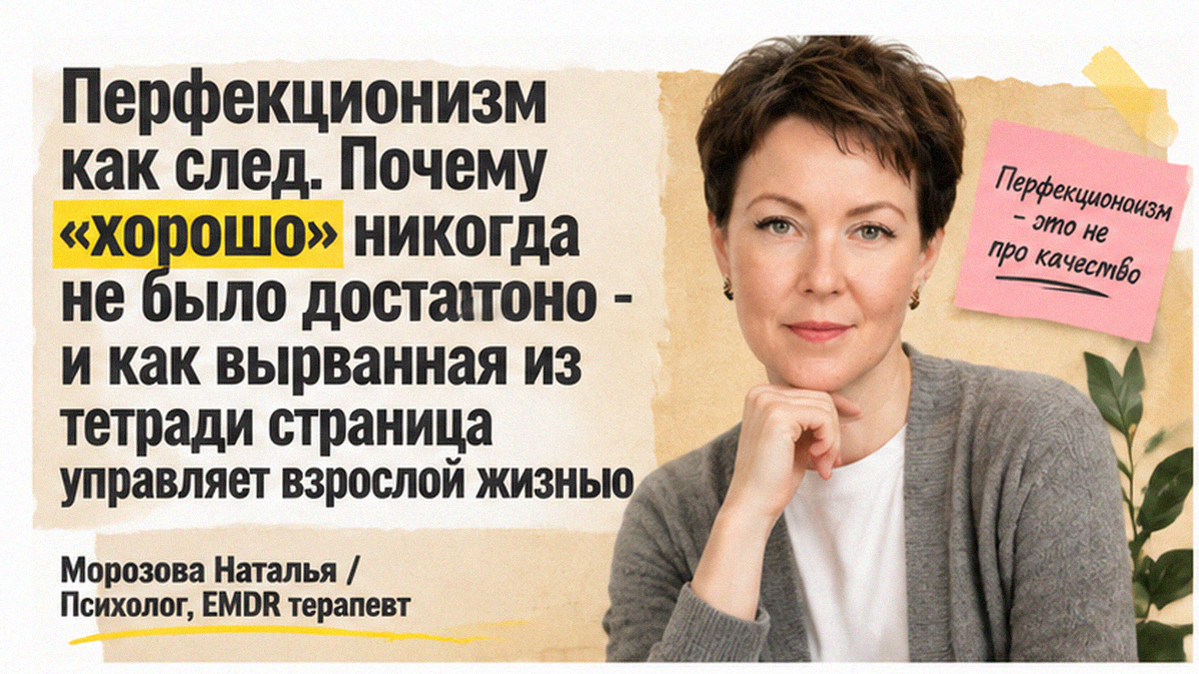 Перфекционизм
как след. Почему
«хорошо» никогда
не было
и как вырванная из
тетради страница
управляет взрослой жизнью
Морозова Наталья /
Психолог, EMDR терапевт
– это не
про качество